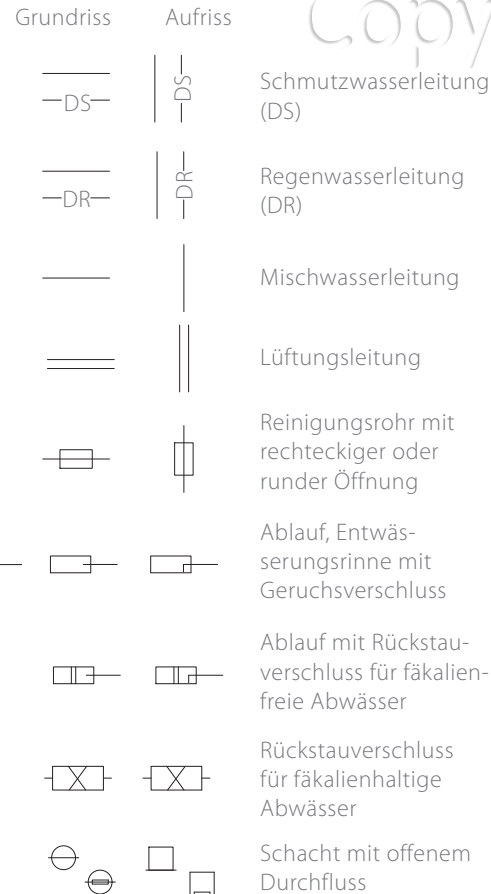 Copy
Grundriss Aufriss
DS DS Schmutzwasserleitung
(DS)
DR DR Regenwasserleitung
(DR)
Mischwasserleitung
Lüftungsleitung
Reinigungsrohr mit
rechteckiger oder
runder Öffnung
Ablauf, Entwäs-
serungsrinne mit
Geruchsverschluss
Ablauf mit Rückstau-
verschluss für fäkalien-
freie Abwässer
Rückstauverschluss
für fäkalienhaltige
Abwässer
Schacht mit offenem
Durchfluss